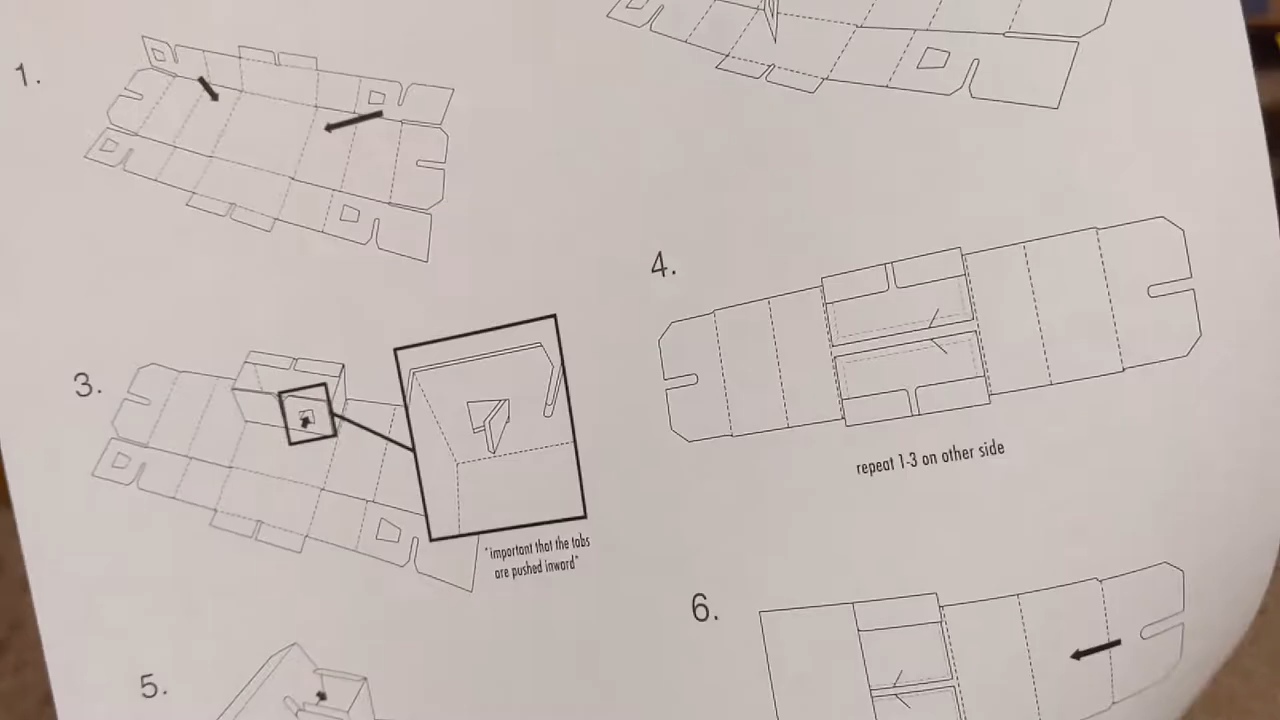 1.
3.
"important that the tabs
are pushed inward"
4.
repeat 1-3 on other side
5.
6.